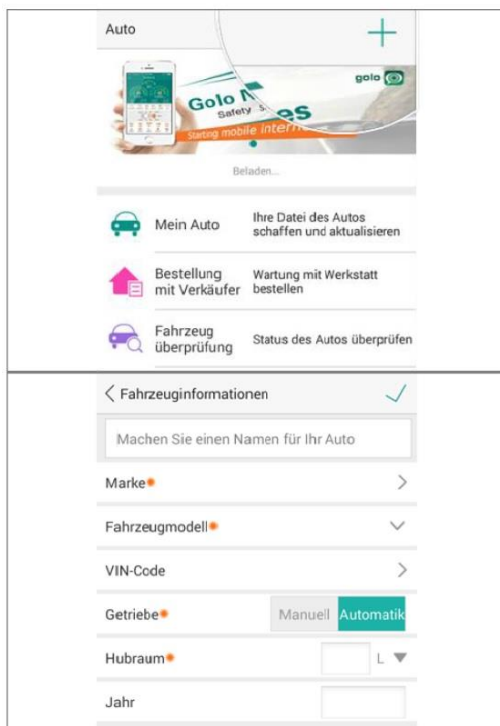 Auto
golo
Golo
Safety
es
Starting mobile Intern
Beladen...
Mein Auto
Ihre Datei des Autos
schaffen und aktualisieren
Bestellung
mit Verkäufer
Wartung mit Werkstatt
bestellen
Fahrzeug
überprüfung
Status des Autos überprüfen
Fahrzeuginformationen
Machen Sie einen Namen für Ihr Auto
Marke
Fahrzeugmodell
VIN-Code
Getriebe Manuell Automatik
Hubraum L
Jahr